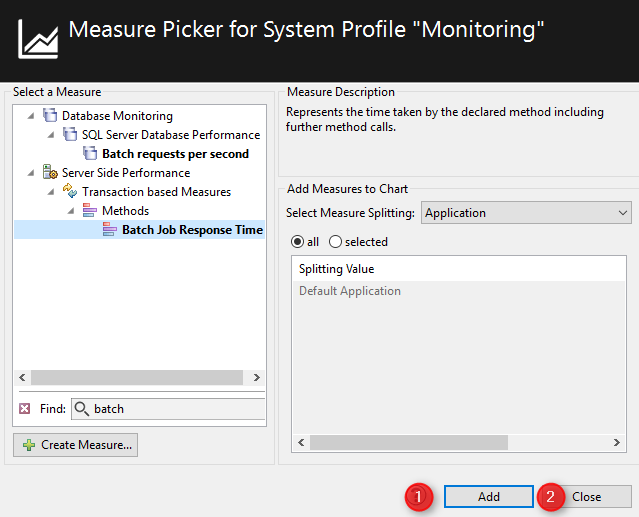 Measure Picker for System Profile "Monitoring"
Select a Measure
Database Monitoring
SQL Server Database Performance
Batch requests per second
Server Side Performance
Transaction based Measures
Methods
Batch Job Response Time
Find: batch
Create Measure...
Measure Description
Represents the time taken by the declared method including
further method calls.
Add Measures to Chart
Select Measure Splitting: Application
all selected
Splitting Value
Default Application
1 Add 2 Close